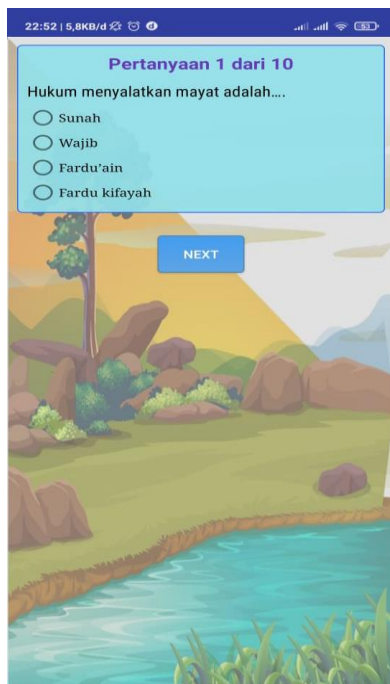 22:52 | 5,8KB/d
53
Pertanyaan 1 dari 10
Hukum menyalatkan mayat adalah....
Sunah
Wajib
Fardu'ain
Fardu kifayah
NEXT